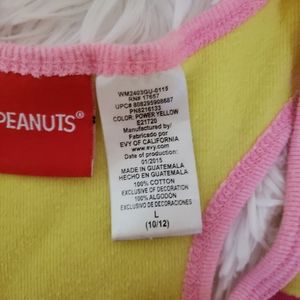 PEANUTS®
WM2403GU-0115
RN# 17657
UPC# 808295908687
PN8216133
COLOR: POWER YELLOW
E21720
Manufactured by/
Fabricado por
EVY OF CALIFORNIA
www.evy.com
Date of Production
01/2015
MADE IN GUATEMALA
HECHO EN GUATEMALA
100% COTTON
EXCLUSIVE OF DECORATION
100% ALGODON
EXCLUSIVO DE DECORACION
L
(10/12)